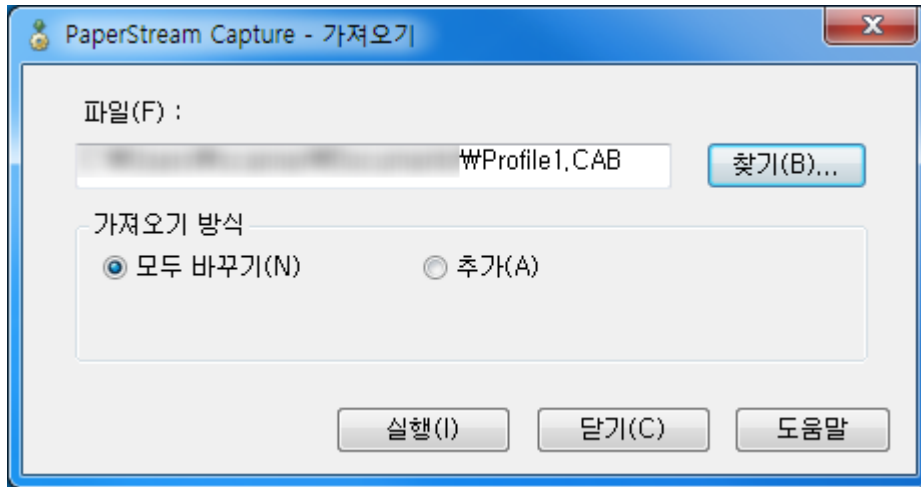 PaperStream Capture - 가져오기
파일(F) :
₩Profile1.CAB
찾기(B)...
가져오기 방식
모두 바꾸기(N)
추가(A)
실행(I)
닫기(C)
도움말